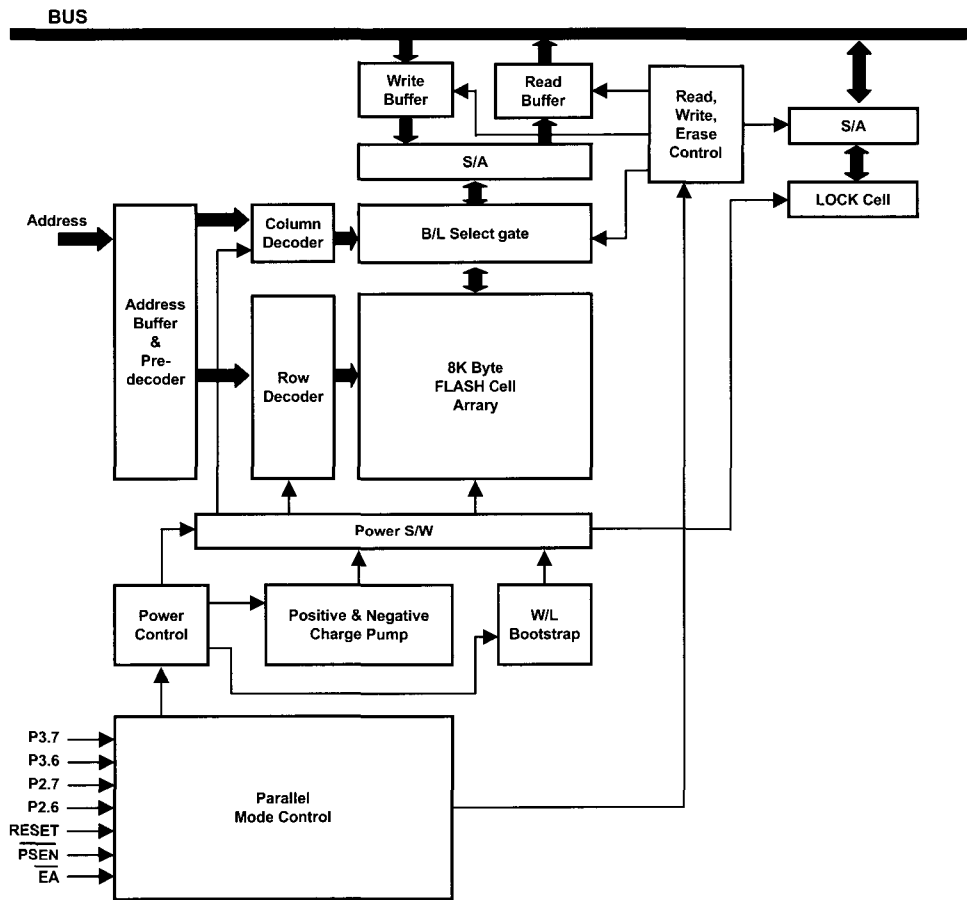 BUS
Write
Buffer
Read
Buffer
Read,
Write,
Erase
Control
S/A
S/A
LOCK Cell
Address
Column
Decoder
B/L Select gate
Address
Buffer
&
Pre-
decoder
Row
Decoder
8K Byte
FLASH Cell
Arrary
Power S/W
Power
Control
Positive & Negative
Charge Pump
W/L
Bootstrap
P3.7
P3.6
P2.7
P2.6
RESET
PSEN
EA
Parallel
Mode Control